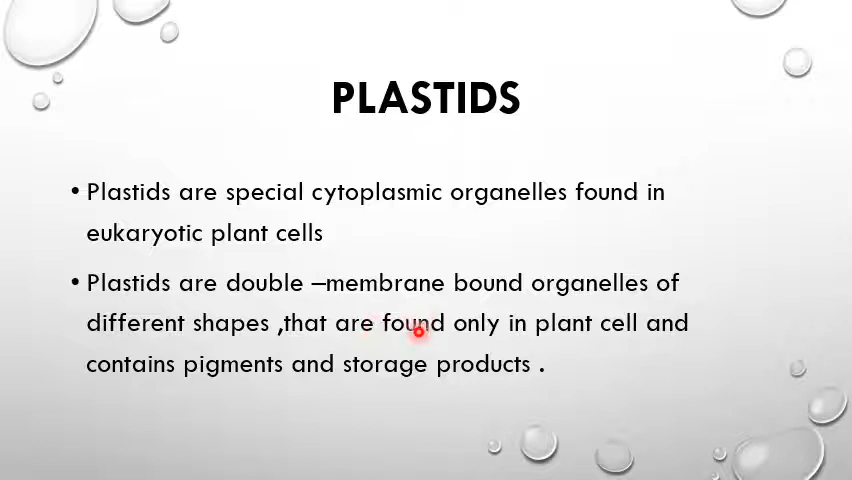 PLASTIDS
• Plastids are special cytoplasmic organelles found in
eukaryotic plant cells
• Plastids are double –membrane bound organelles of
different shapes ,that are found only in plant cell and
contains pigments and storage products .